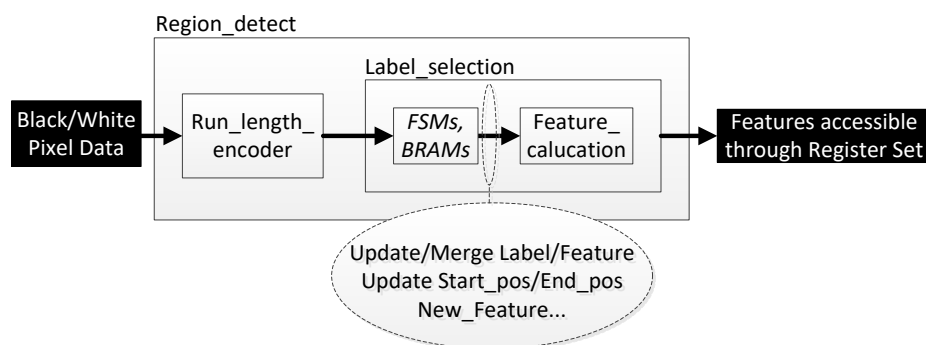 Region_detect
Label_selection
Black/White
Pixel Data
Run_length_
encoder
FSMs,
BRAMs
Feature_
calucation
Features accessible
through Register Set
Update/Merge Label/Feature
Update Start_pos/End_pos
New_Feature...